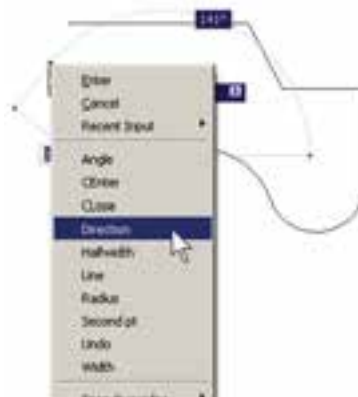 141°
Enter
Cancel
Recent Input
Angle
CEnter
CLose
Direction
Halfwidth
Line
Radius
Second pt
Undo
Width